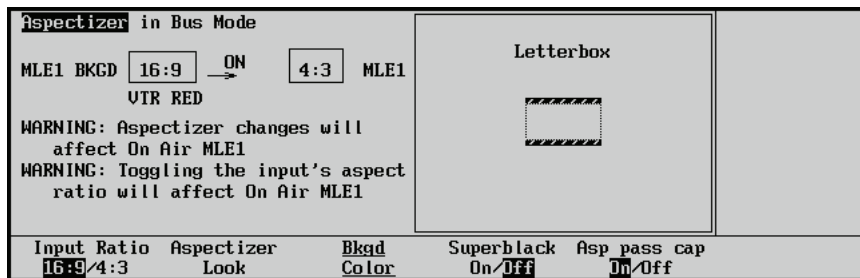 Aspectizer in Bus Mode
MLE1 BKGD 16:9 ON 4:3 MLE1
VTR RED
WARNING: Aspectizer changes will
affect On Air MLE1
WARNING: Toggling the input's aspect
ratio will affect On Air MLE1
Letterbox
Input Ratio Aspectizer Bkgd Superblack Asp pass cap
16:9/4:3 Look Color On/Off On/Off